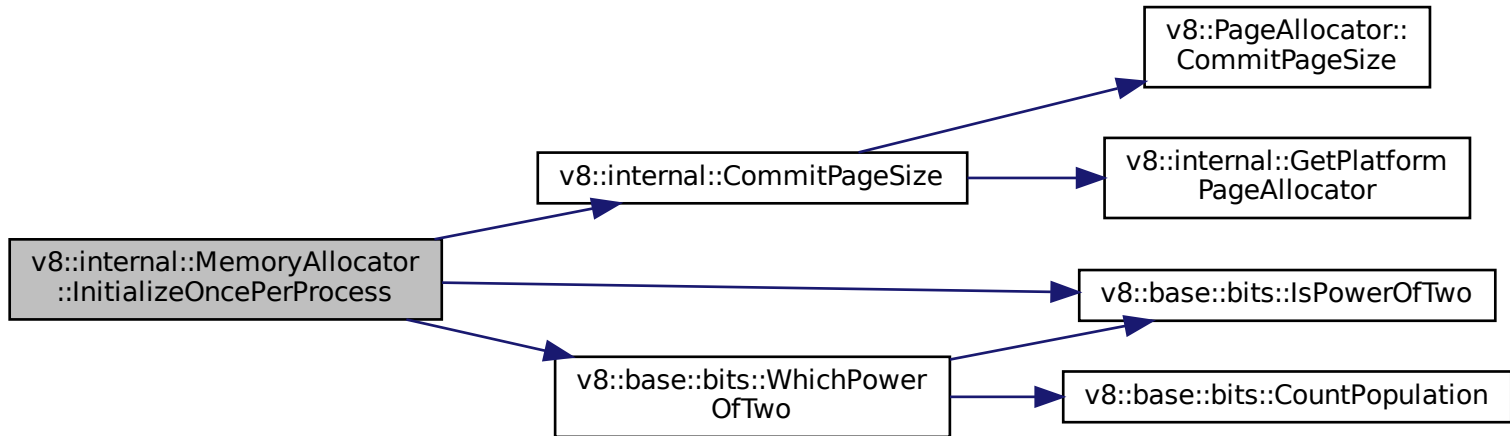 v8::PageAllocator::
CommitPageSize
v8::internal::CommitPageSize
v8::internal::GetPlatform
PageAllocator
v8::internal::MemoryAllocator
::InitializeOncePerProcess
v8::base::bits::IsPowerOfTwo
v8::base::bits::WhichPower
OfTwo
v8::base::bits::CountPopulation